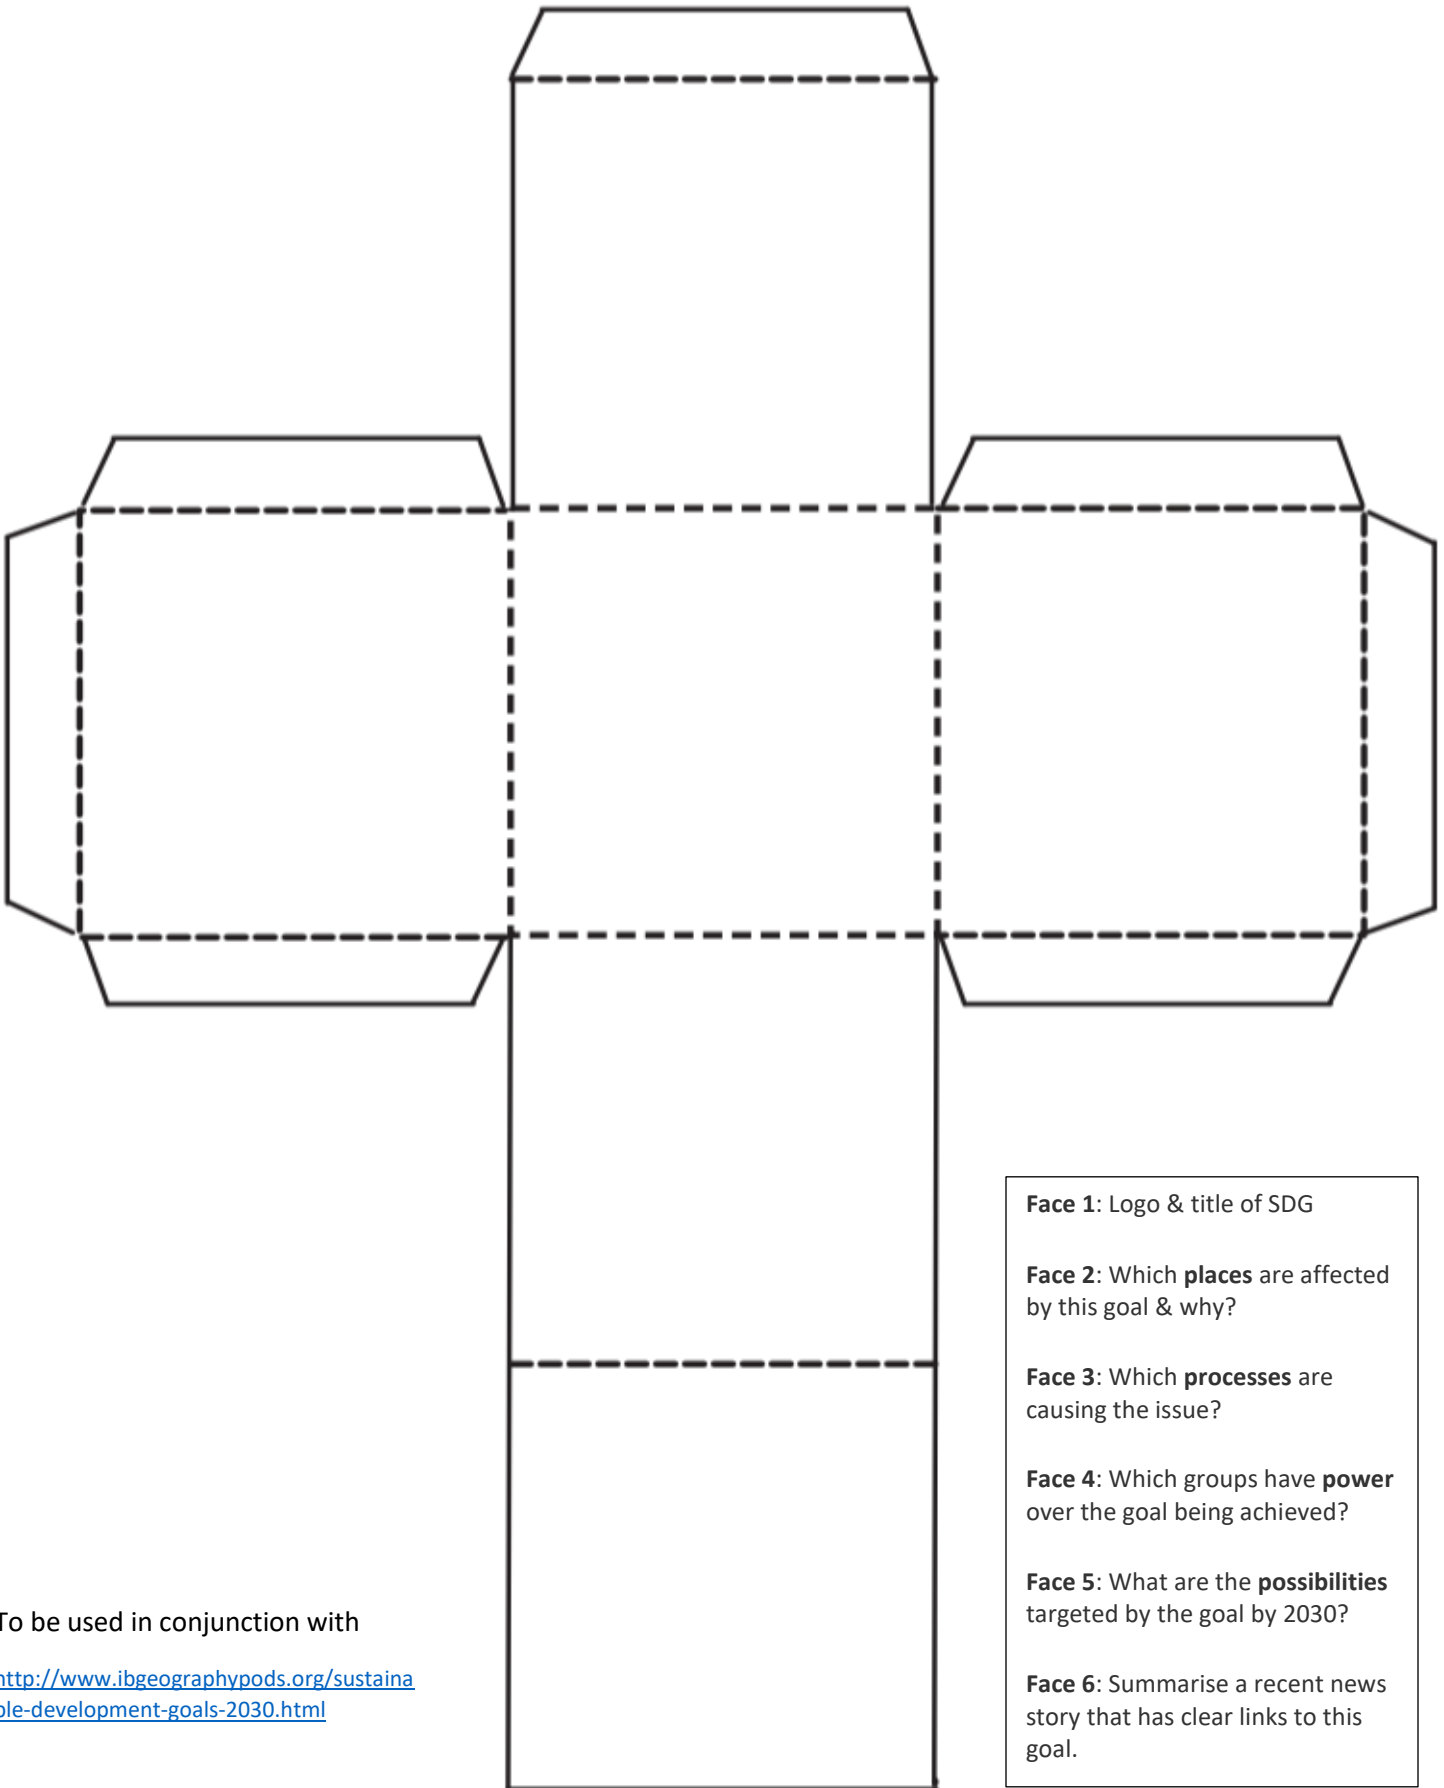 Face 1: Logo & title of SDG
Face 2: Which places are affected
by this goal & why?
Face 3: Which processes are
causing the issue?
Face 4: Which groups have power
over the goal being achieved?
Face 5: What are the possibilities
targeted by the goal by 2030?
Face 6: Summarise a recent news
story that has clear links to this
goal.
To be used in conjunction with
http://www.ibgeographypods.org/sustaina
ble-development-goals-2030.html